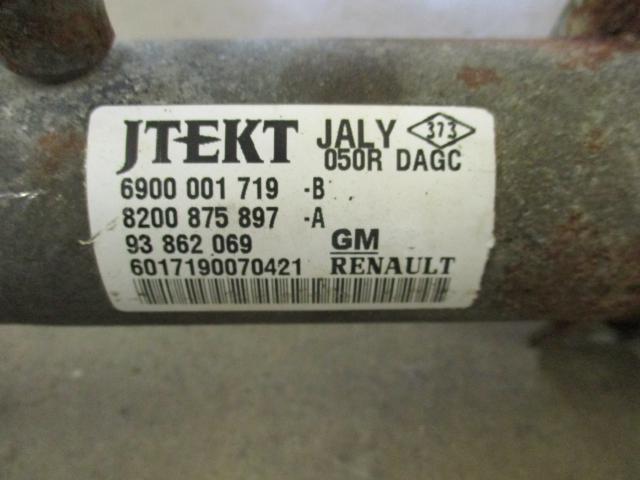 JTEKT JALY 373
050R DAGC
6900 001 719 -B
8200 875 897 -A
93 862 069 GM
6017190070421 RENAULT